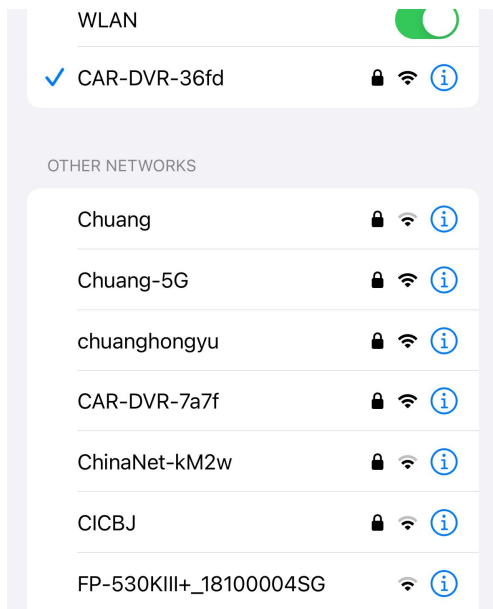 WLAN
CAR-DVR-36fd
OTHER NETWORKS
Chuang
Chuang-5G
chuanghongyu
CAR-DVR-7a7f
ChinaNet-kM2w
CICBJ
FP-530KIII+_18100004SG